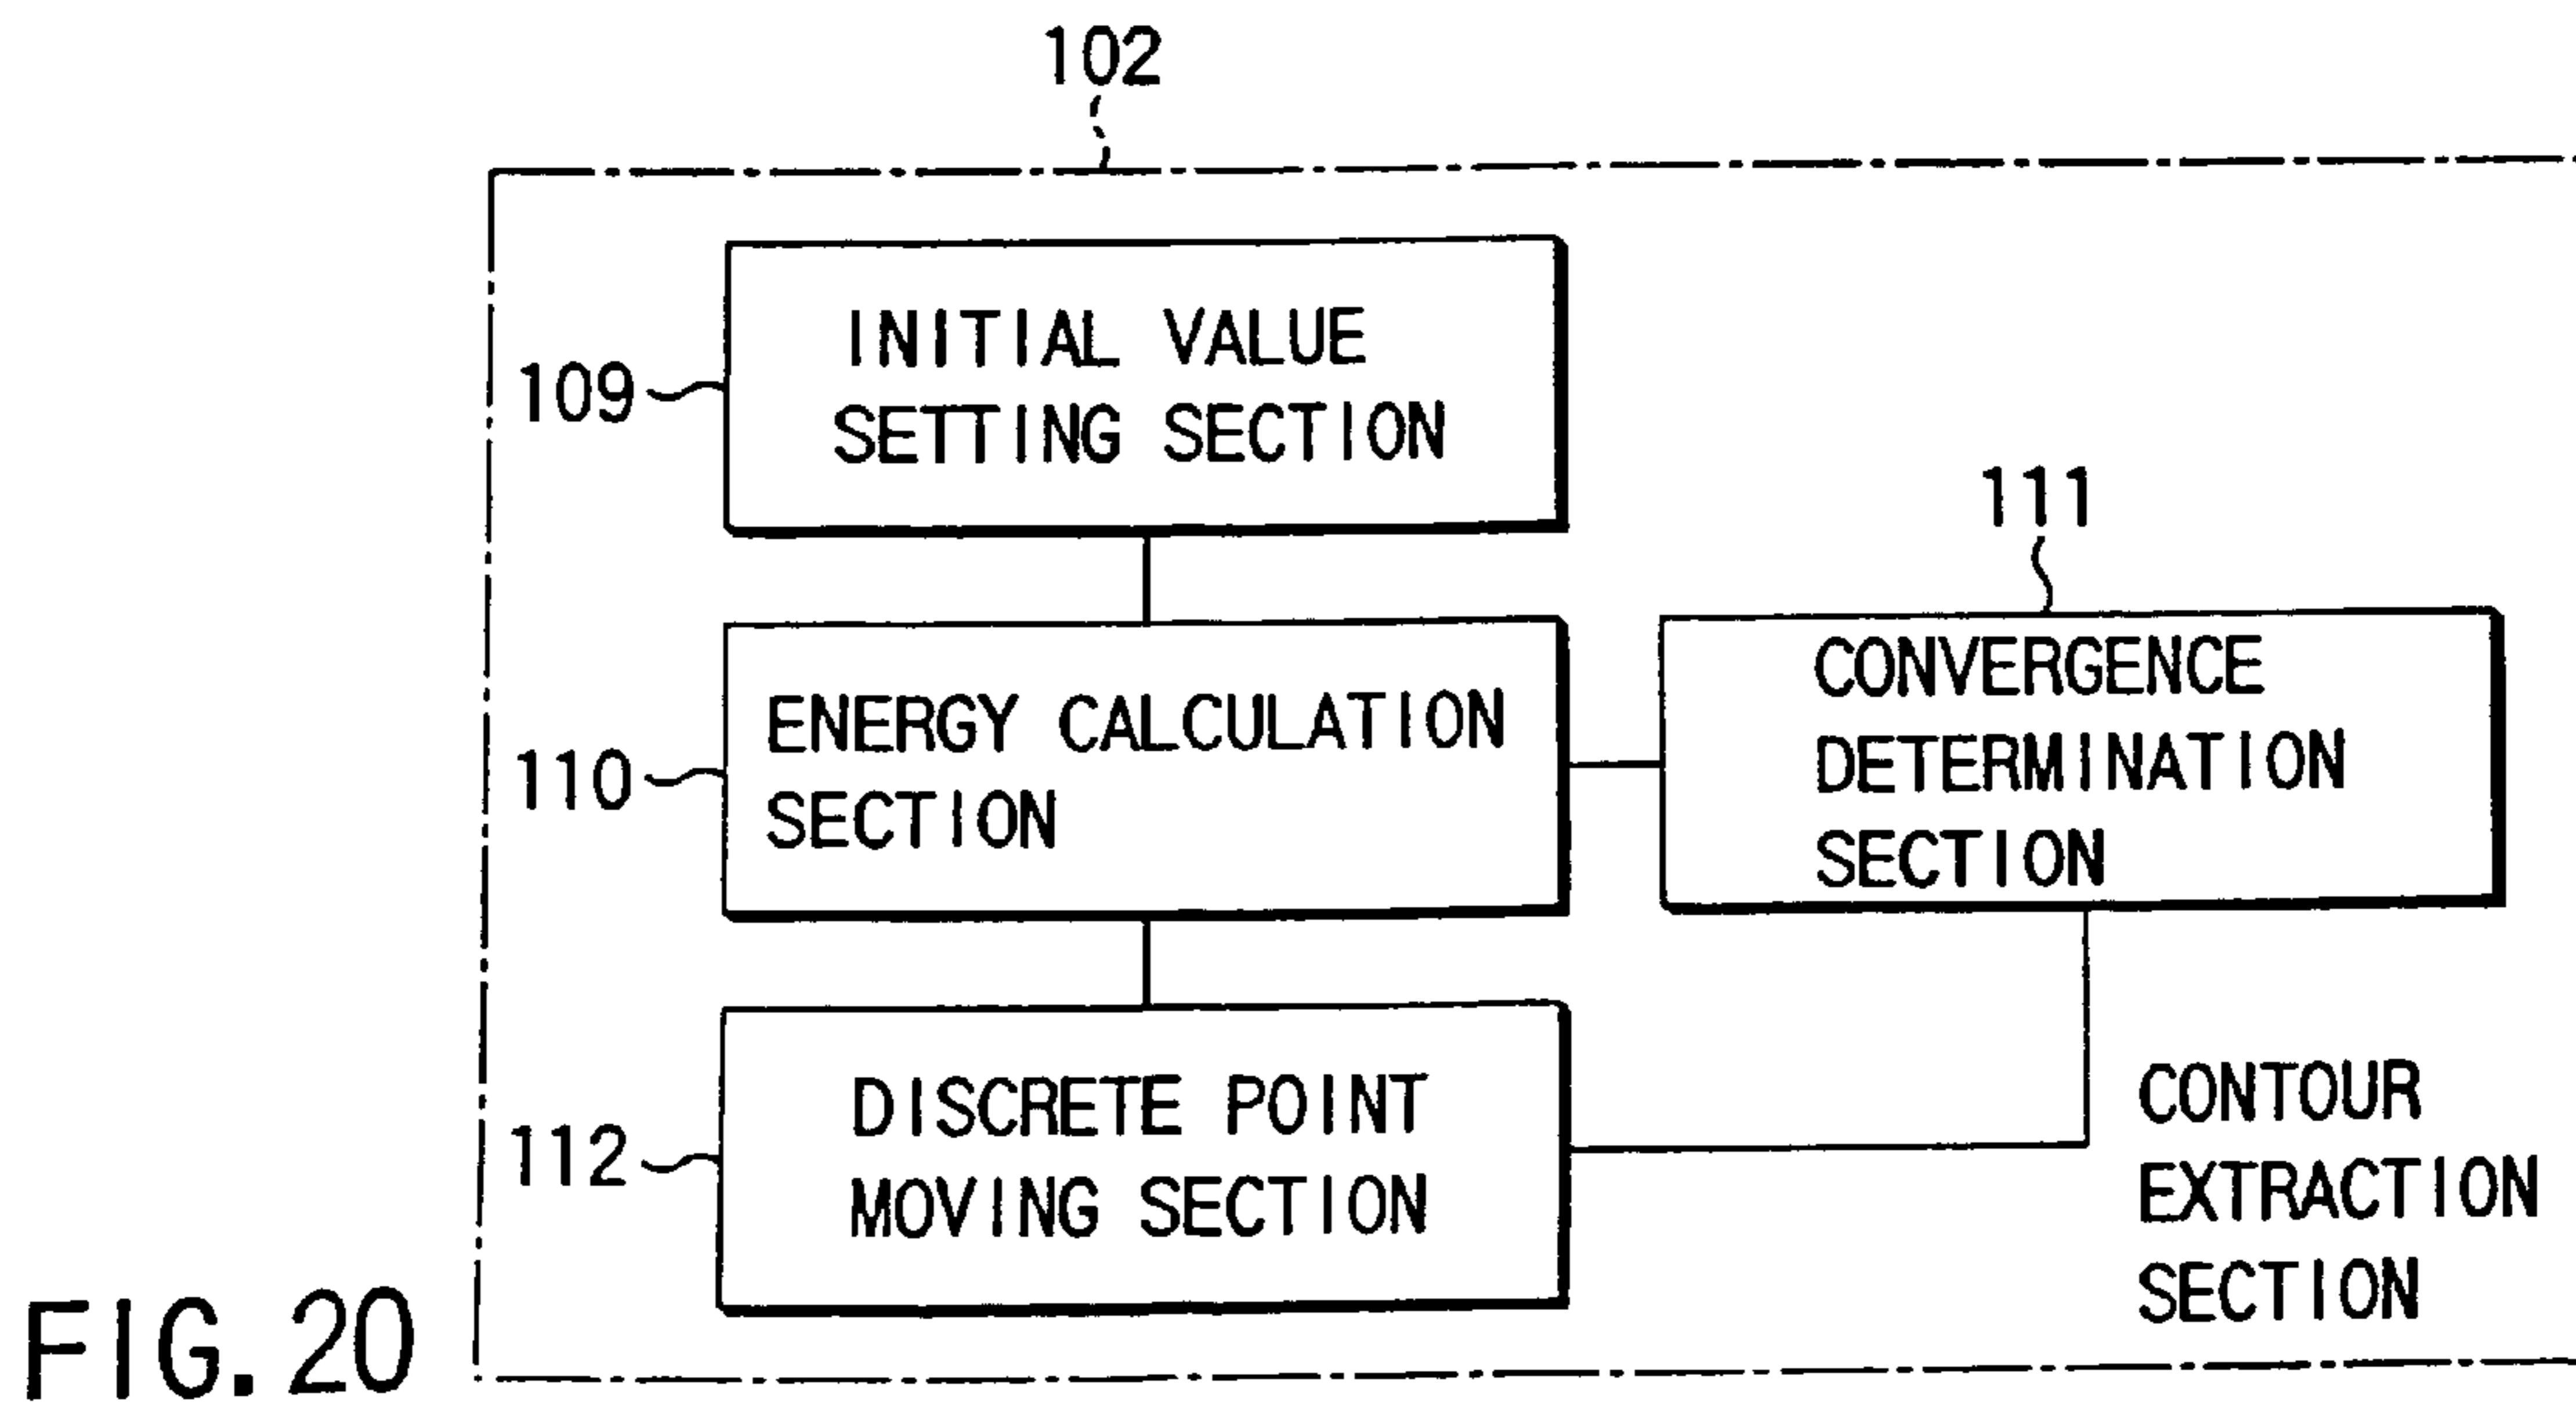 102
INITIAL VALUE
SETTING SECTION
109
111
ENERGY CALCULATION
SECTION
110
CONVERGENCE
DETERMINATION
SECTION
DISCRETE POINT
MOVING SECTION
112
CONTOUR
EXTRACTION
SECTION
FIG. 20